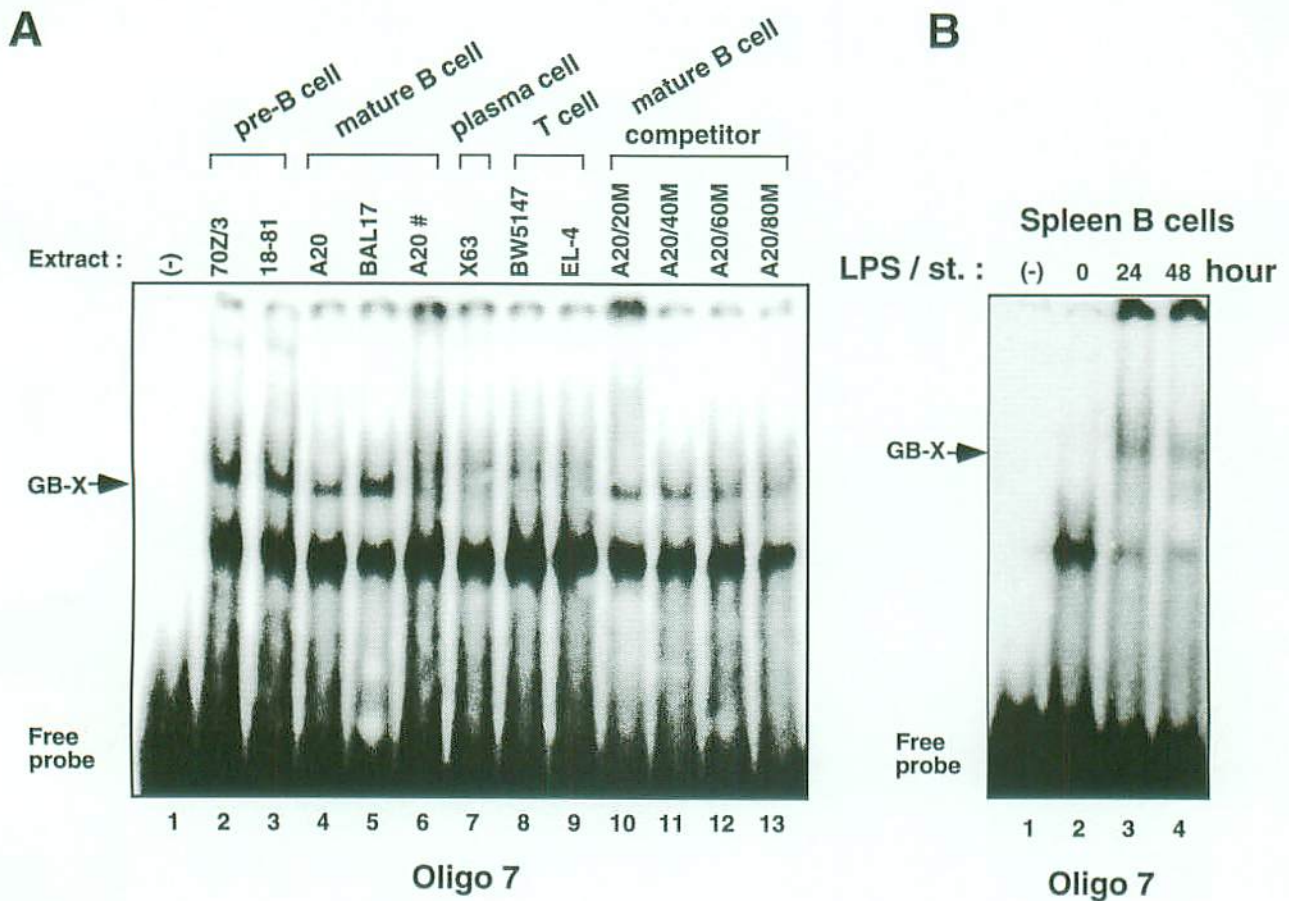 A
pre-B cell
mature B cell
plasma cell
T cell
mature B cell
competitor
Extract :
(-)
70Z/3
18-81
A20
BAL17
A20 #
X63
BW5147
EL-4
A20/20M
A20/40M
A20/60M
A20/80M
GB-X
Free
probe
1 2 3 4 5 6 7 8 9 10 11 12 13
Oligo 7
B
Spleen B cells
LPS / st. : (-) 0 24 48 hour
GB-X
Free
probe
1 2 3 4
Oligo 7